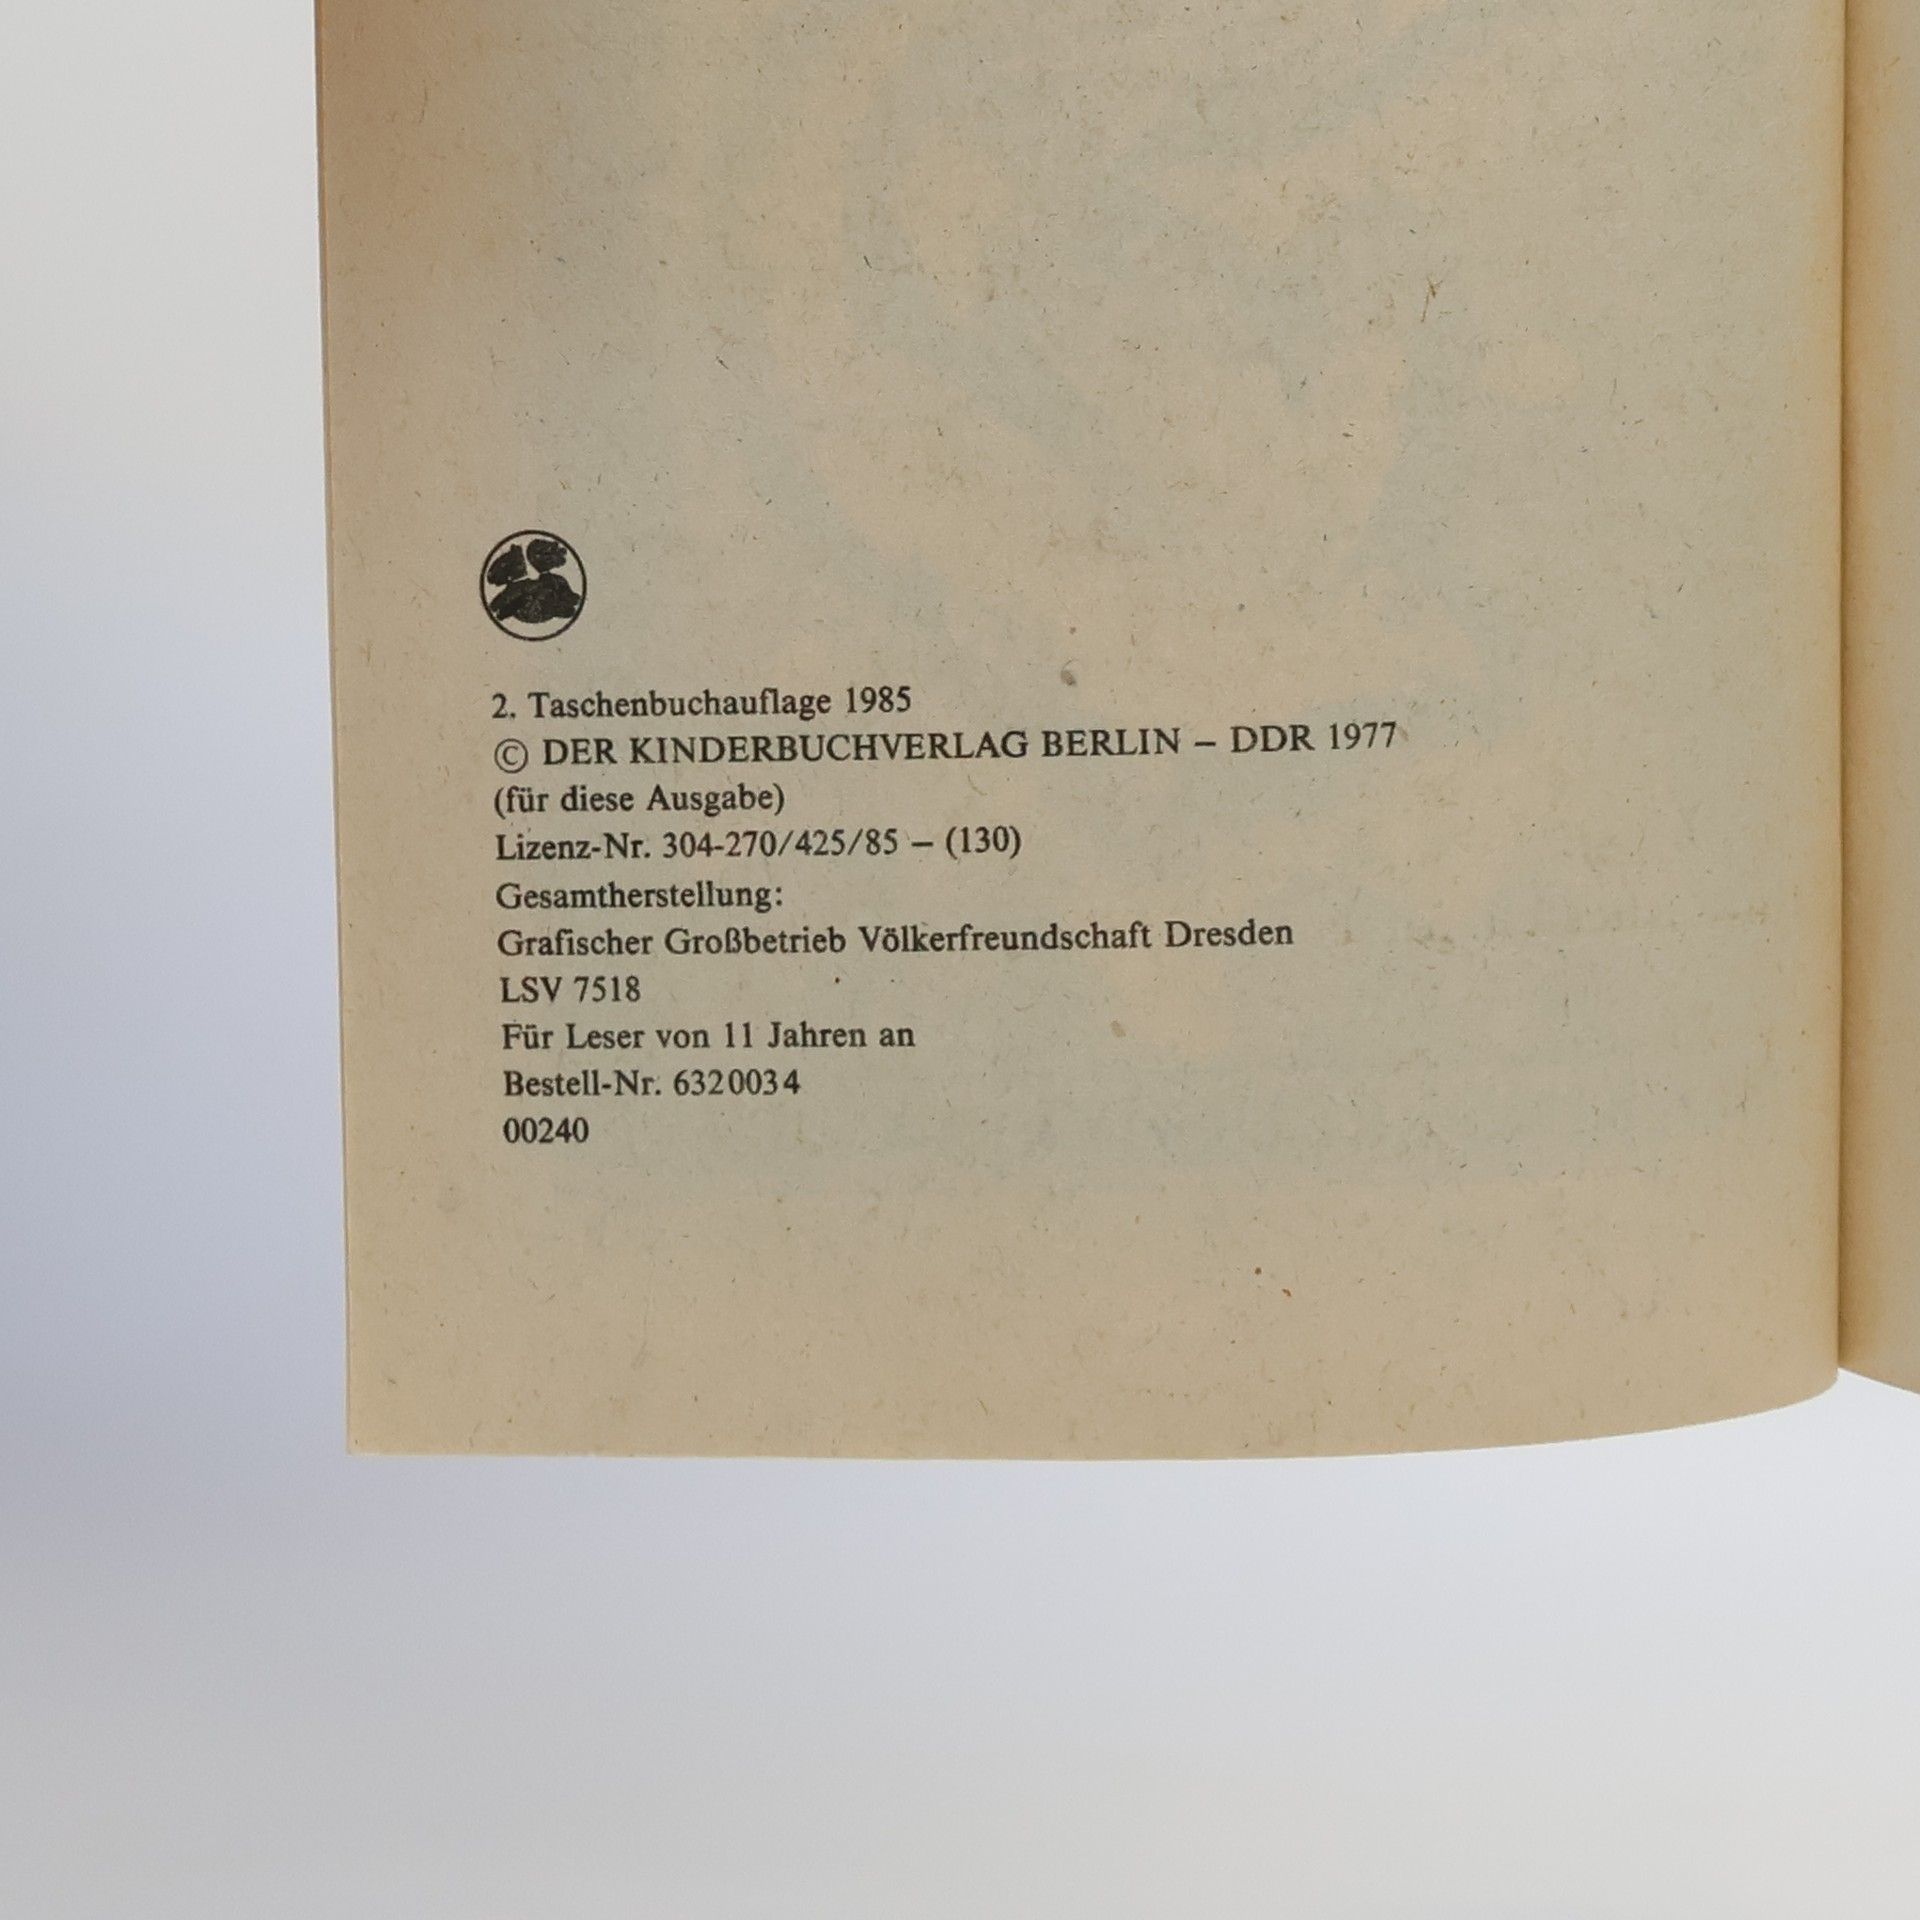 2. Taschenbuchauflage 1985
© DER KINDERBUCHVERLAG BERLIN – DDR 1977
(für diese Ausgabe)
Lizenz-Nr. 304-270/425/85 – (130)
Gesamtherstellung:
Grafischer Großbetrieb Völkerfreundschaft Dresden
LSV 7518
Für Leser von 11 Jahren an
Bestell-Nr. 6320034
00240